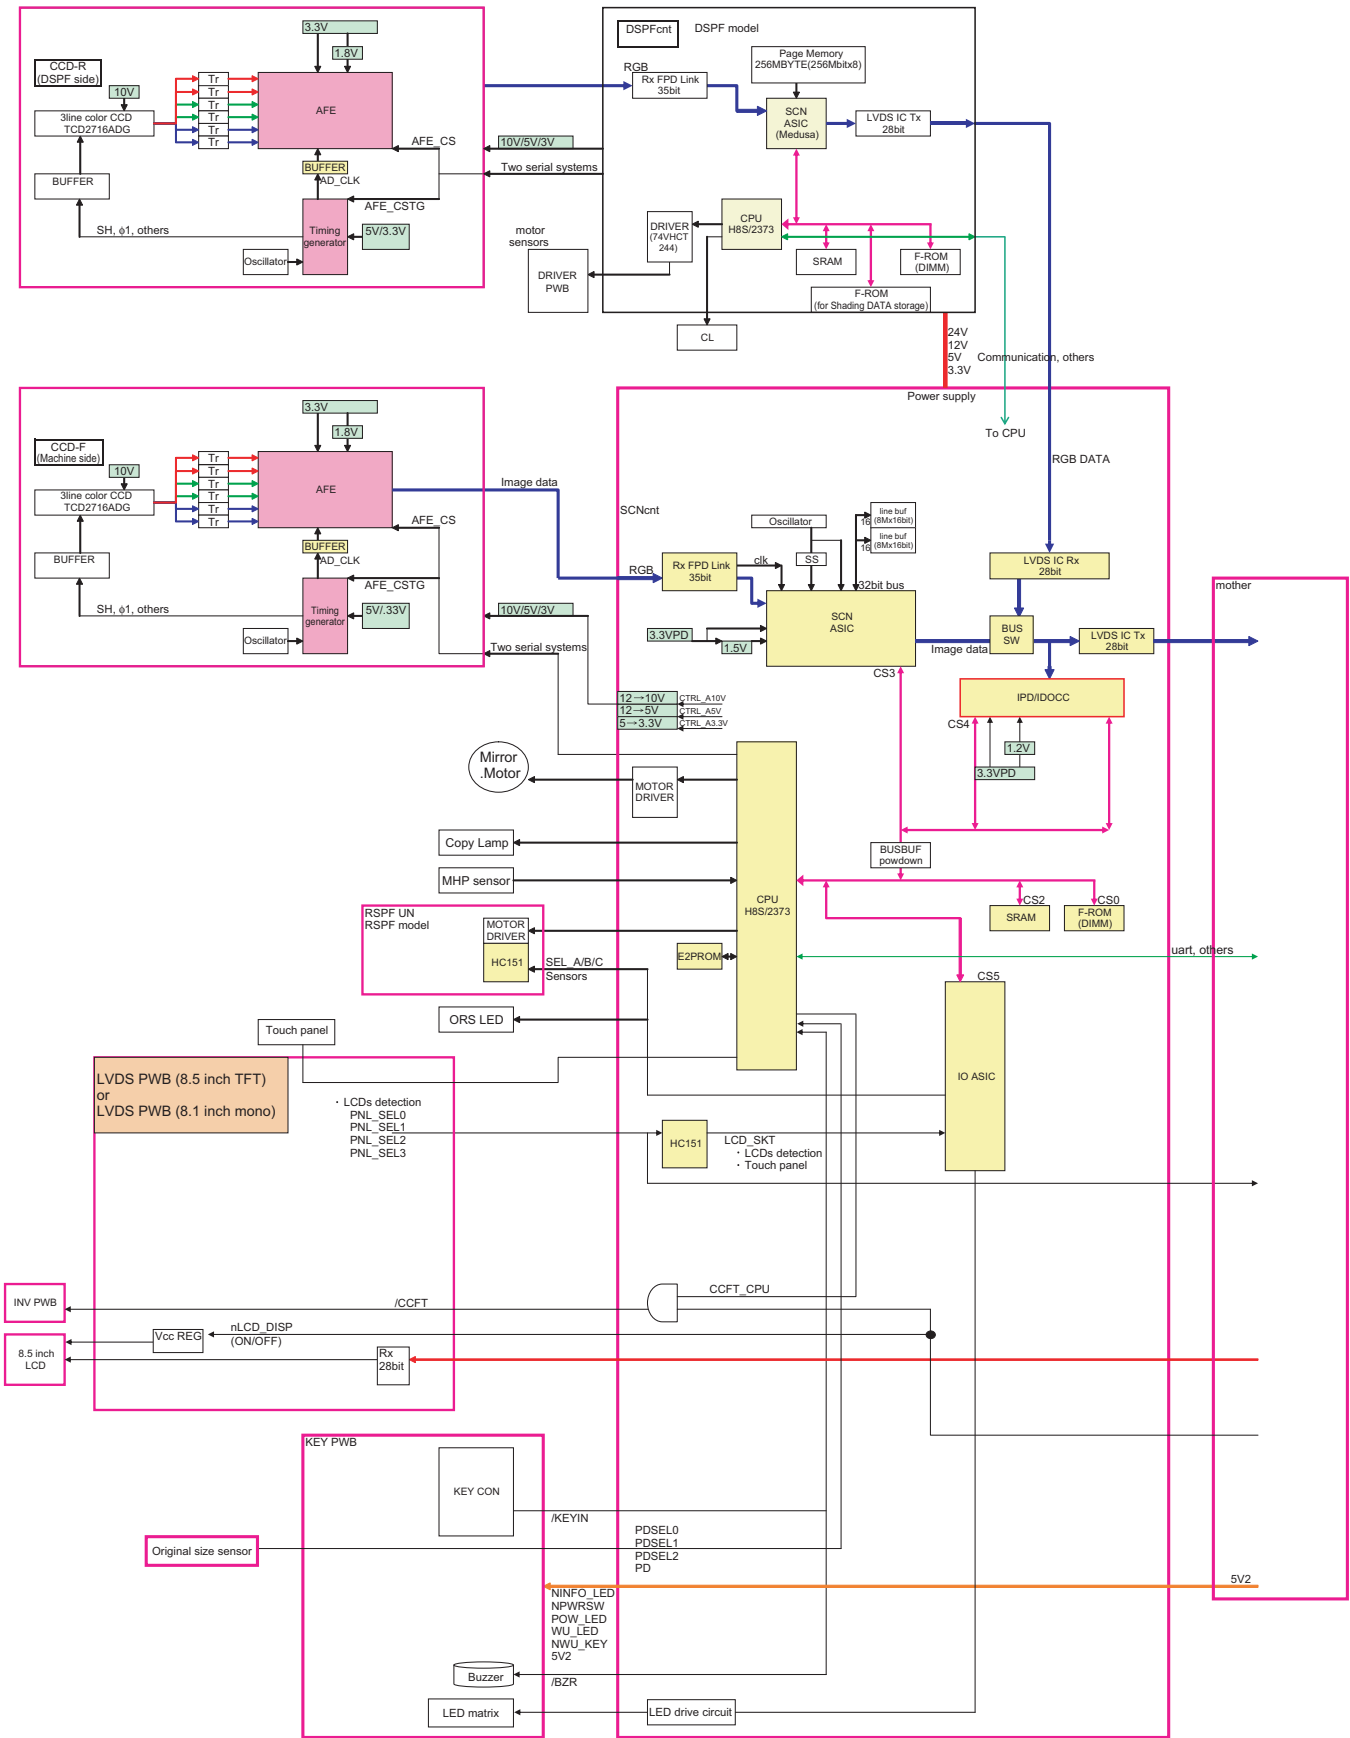 3.3V
1.8V
CCD-R
(DSPF side)
10V
3line color CCD
TCD2716ADG
Tr
Tr
Tr
Tr
Tr
Tr
AFE
BUFFER
BUFFER
AD_CLK
AFE_CS
AFE_CSTG
SH, ϕ1, others
Timing
generator
5V/3.3V
Oscillator
10V/5V/3V
Two serial systems
DSPFcnt
DSPF model
Page Memory
256MBYTE(256Mbitx8)
RGB
Rx FPD Link
35bit
SCN
ASIC
(Medusa)
LVDS IC Tx
28bit
CPU
H8S/2373
DRIVER
(74VHCT
244)
motor
sensors
DRIVER
PWB
SRAM
F-ROM
(DIMM)
F-ROM
(for Shading DATA storage)
CL
24V
12V
5V
3.3V
Communication, others
Power supply
To CPU
RGB DATA
3.3V
1.8V
CCD-F
(Machine side)
10V
3line color CCD
TCD2716ADG
Tr
Tr
Tr
Tr
Tr
Tr
AFE
BUFFER
BUFFER
AD_CLK
AFE_CS
AFE_CSTG
SH, ϕ1, others
Timing
generator
5V/.33V
Oscillator
Image data
10V/5V/3V
Two serial systems
SCNcnt
RGB
Rx FPD Link
35bit
clk
Oscillator
SS
16
line buf
(8Mx16bit)
16
line buf
(8Mx16bit)
32bit bus
SCN
ASIC
3.3VPD
1.5V
CS3
Image data
LVDS IC Rx
28bit
BUS
SW
LVDS IC Tx
28bit
mother
IPD/IDOCC
CS4
1.2V
3.3VPD
12→10V
CTRL_A10V
12→5V
CTRL_A5V
5→3.3V
CTRL_A3.3V
Mirror
.Motor
MOTOR
DRIVER
Copy Lamp
MHP sensor
BUSBUF
powdown
CPU
H8S/2373
CS2
SRAM
CS0
F-ROM
(DIMM)
RSPF UN
RSPF model
MOTOR
DRIVER
HC151
SEL_A/B/C
Sensors
E2PROM
uart, others
CS5
IO ASIC
ORS LED
Touch panel
LVDS PWB (8.5 inch TFT)
or
LVDS PWB (8.1 inch mono)
・LCDs detection
PNL_SEL0
PNL_SEL1
PNL_SEL2
PNL_SEL3
HC151
LCD_SKT
・LCDs detection
・Touch panel
INV PWB
/CCFT
CCFT_CPU
8.5 inch
LCD
Vcc REG
nLCD_DISP
(ON/OFF)
Rx
28bit
KEY PWB
KEY CON
/KEYIN
Original size sensor
PDSEL0
PDSEL1
PDSEL2
PD
5V2
NINFO_LED
NPWRSW
POW_LED
WU_LED
NWU_KEY
5V2
Buzzer
/BZR
LED matrix
LED drive circuit